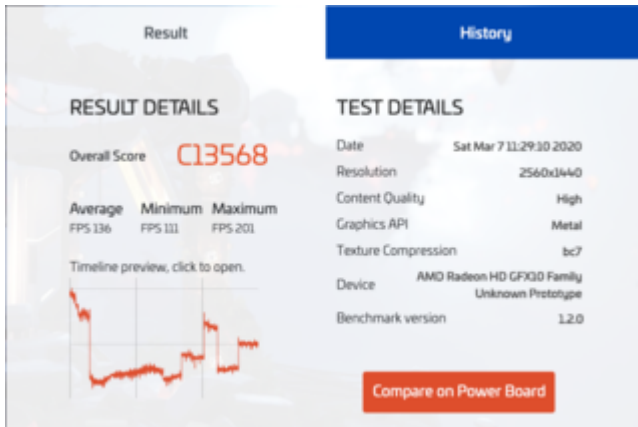 Result
History
RESULT DETAILS
Overall Score C13568
Average Minimum Maximum
FPS 136 FPS 111 FPS 201
Timeline preview, click to open.
TEST DETAILS
Date Sat Mar 7 11:29:10 2020
Resolution 2560x1440
Content Quality High
Graphics API Metal
Texture Compression bc7
Device AMD Radeon HD GFX10 Family
Unknown Prototype
Benchmark version 1.2.0
Compare on Power Board